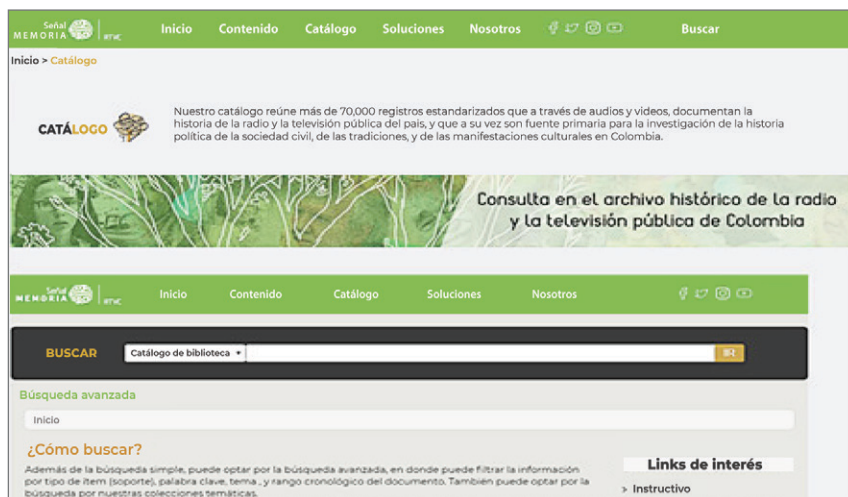 Señal
MEMORIA rtvc Inicio Contenido Catálogo Soluciones Nosotros Buscar
Inicio > Catálogo
Nuestro catálogo reúne más de 70,000 registros estandarizados que a través de audios y videos, documentan la
CATÁLOGO historia de la radio y la televisión pública del pais, y que a su vez son fuente primaria para la investigación de la historia
política de la sociedad civil, de las tradiciones, y de las manifestaciones culturales en Colombia.
Consulta en el archivo histórico de la radio
y la televisión pública de Colombia
Señal
MEMORIA rtvc Inicio Contenido Catálogo Soluciones Nosotros
BUSCAR Catálogo de biblioteca IR
Búsqueda avanzada
Inicio
¿Cómo buscar?
Además de la búsqueda simple, puede optar por la búsqueda avanzada, en donde puede filtrar la información
por tipo de ítem (soporte), palabra clave, tema , y rango cronológico del documento. También puede optar por la
búsqueda por nuestras colecciones temáticas.
Links de interés
> Instructivo